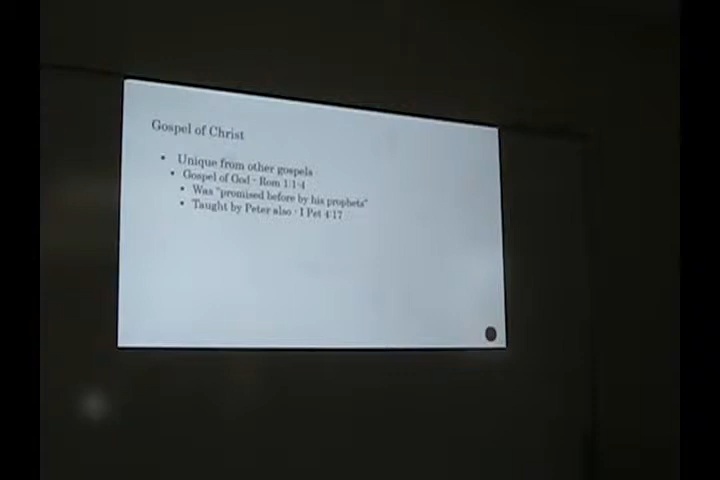 Gospel of Christ
• Unique from other gospels
• Gospel of God - Rom 1:1-4
• Was "promised before by his prophets"
• Taught by Peter also - I Pet 4:17